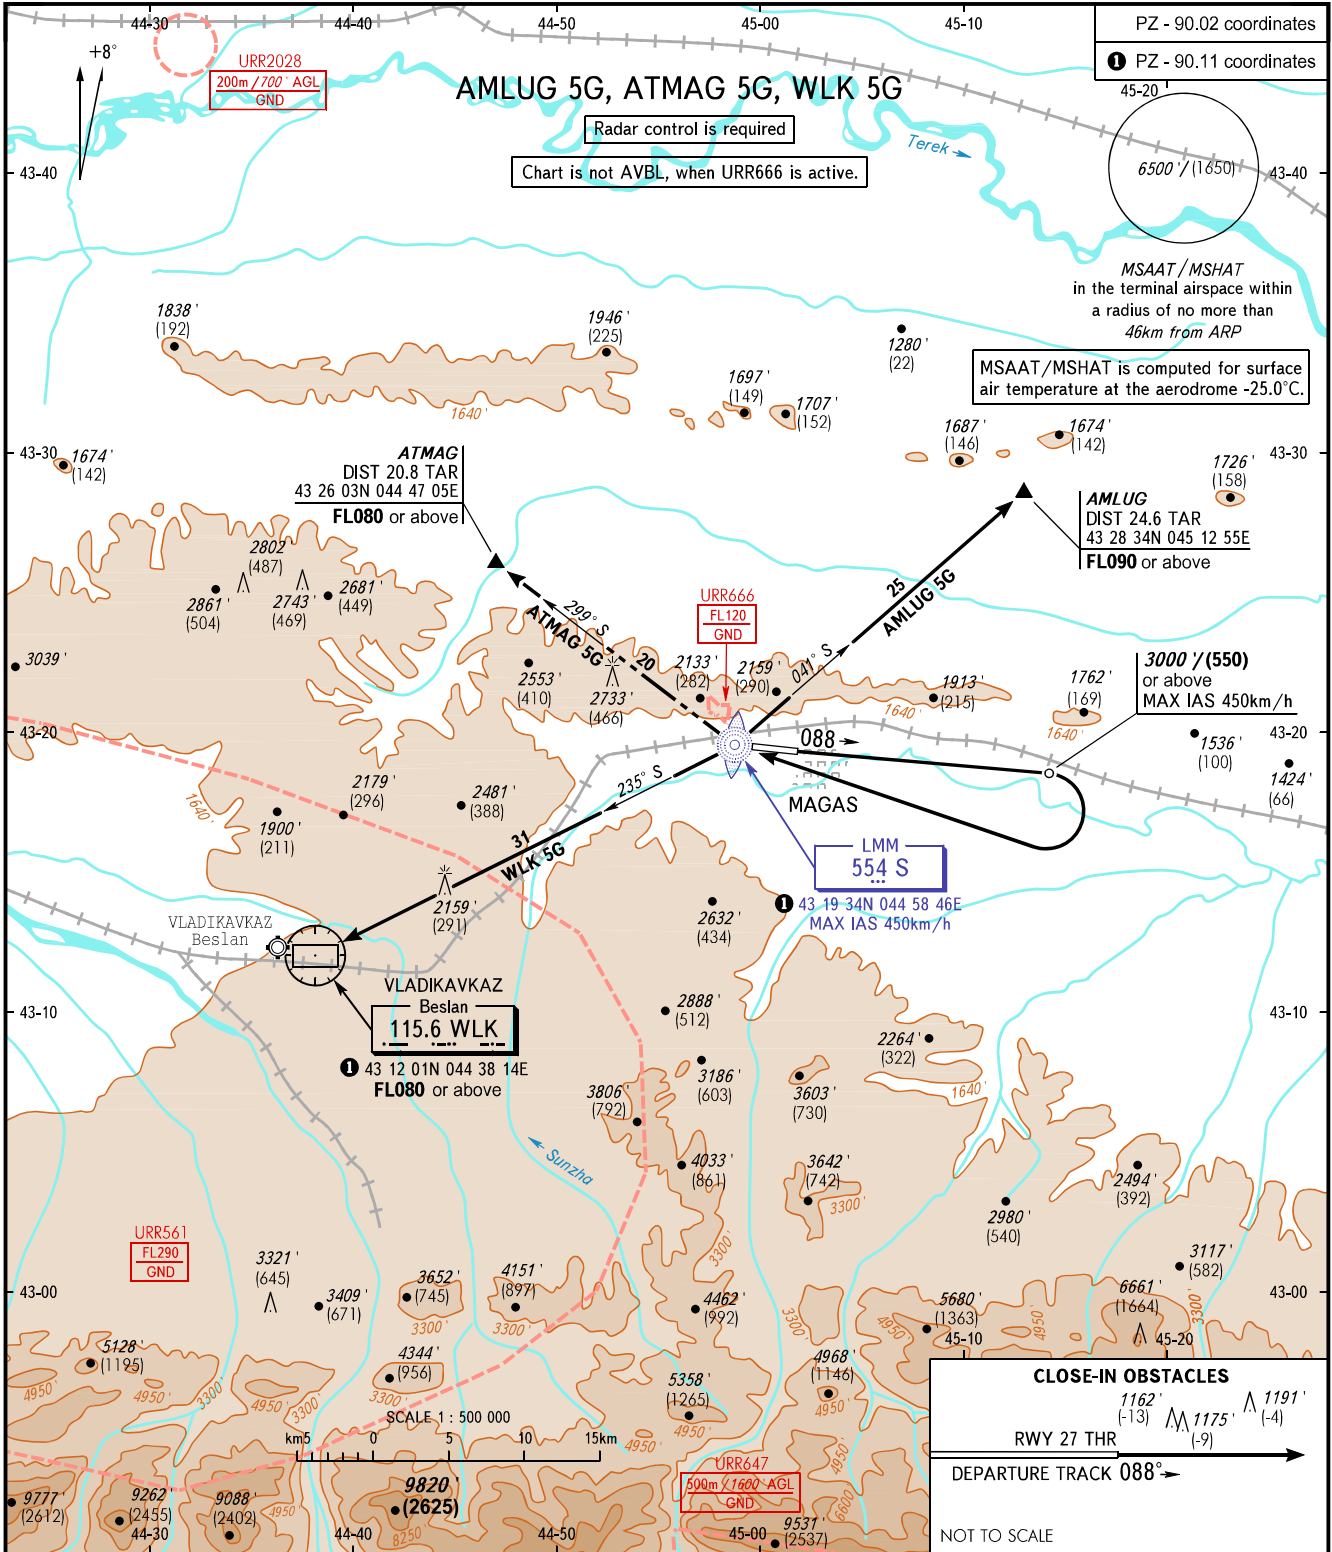 44-30
44-40
44-50
45-00
45-10
PZ - 90.02 coordinates
❶ PZ - 90.11 coordinates
45-20
+8°
URR2028
200m/700' AGL
GND
AMLUG 5G, ATMAG 5G, WLK 5G
Radar control is required
Chart is not AVBL, when URR666 is active.
Terek
43-40
43-40
6500'/(1650)
MSAAT/MSHAT
in the terminal airspace within
a radius of no more than
46km from ARP
MSAAT/MSHAT is computed for surface
air temperature at the aerodrome -25.0°C.
1838'
(192)
1946'
(225)
1280'
(22)
1697'
(149)
1707'
(152)
1640'
1687'
(146)
1674'
(142)
43-30
1674'
(142)
43-30
1726'
(158)
ATMAG
DIST 20.8 TAR
43 26 03N 044 47 05E
FL080 or above
AMLUG
DIST 24.6 TAR
43 28 34N 045 12 55E
FL090 or above
2802'
(487)
2861'
(504)
2743'
(469)
2681'
(449)
299° S
ATMAG 5G
20
25
AMLUG 5G
041° S
URR666
FL120
GND
3039'
2553'
(410)
2733'
(466)
2133'
(282)
2159'
(290)
1913'
(215)
1640'
1762'
(169)
1640'
3000'/(550)
or above
MAX IAS 450km/h
43-20
43-20
1536'
(100)
1424'
(66)
088
MAGAS
235° S
31
WLK 5G
2179'
(296)
2481'
(388)
1640'
1900'
(211)
LMM
554 S
❶ 43 19 34N 044 58 46E
MAX IAS 450km/h
2159'
(291)
2632'
(434)
VLADIKAVKAZ
Beslan
VLADIKAVKAZ
Beslan
115.6 WLK
❶ 43 12 01N 044 38 14E
FL080 or above
43-10
43-10
2888'
(512)
2264'
(322)
3186'
(603)
3603'
(730)
1640'
3806'
(792)
Sunzha
4033'
(861)
3642'
(742)
3300'
2494'
(392)
2980'
(540)
3300'
URR561
FL290
GND
3321'
(645)
3409'
(671)
3652'
(745)
3300'
4151'
(897)
3300'
4462'
(992)
3300'
3117'
(582)
6661'
(1664)
3300'
5680'
(1363)
4950'
4950'
43-00
43-00
45-10
45-20
5128'
(1195)
4950'
4950'
3300'
4950'
3300'
4344'
(956)
3300'
5358'
(1265)
4950'
4950'
4968'
(1146)
4950'
4950'
6600'
SCALE 1 : 500 000
km5
0
5
10
15km
CLOSE-IN OBSTACLES
1162'
(-13)
1175'
(-9)
1191'
(-4)
RWY 27 THR
DEPARTURE TRACK 088°
NOT TO SCALE
URR647
500m/1600' AGL
GND
9820'
(2625)
8250'
9777'
(2612)
9262'
(2455)
9088'
(2402)
4950'
9531'
(2537)
44-30
44-40
44-50
45-00